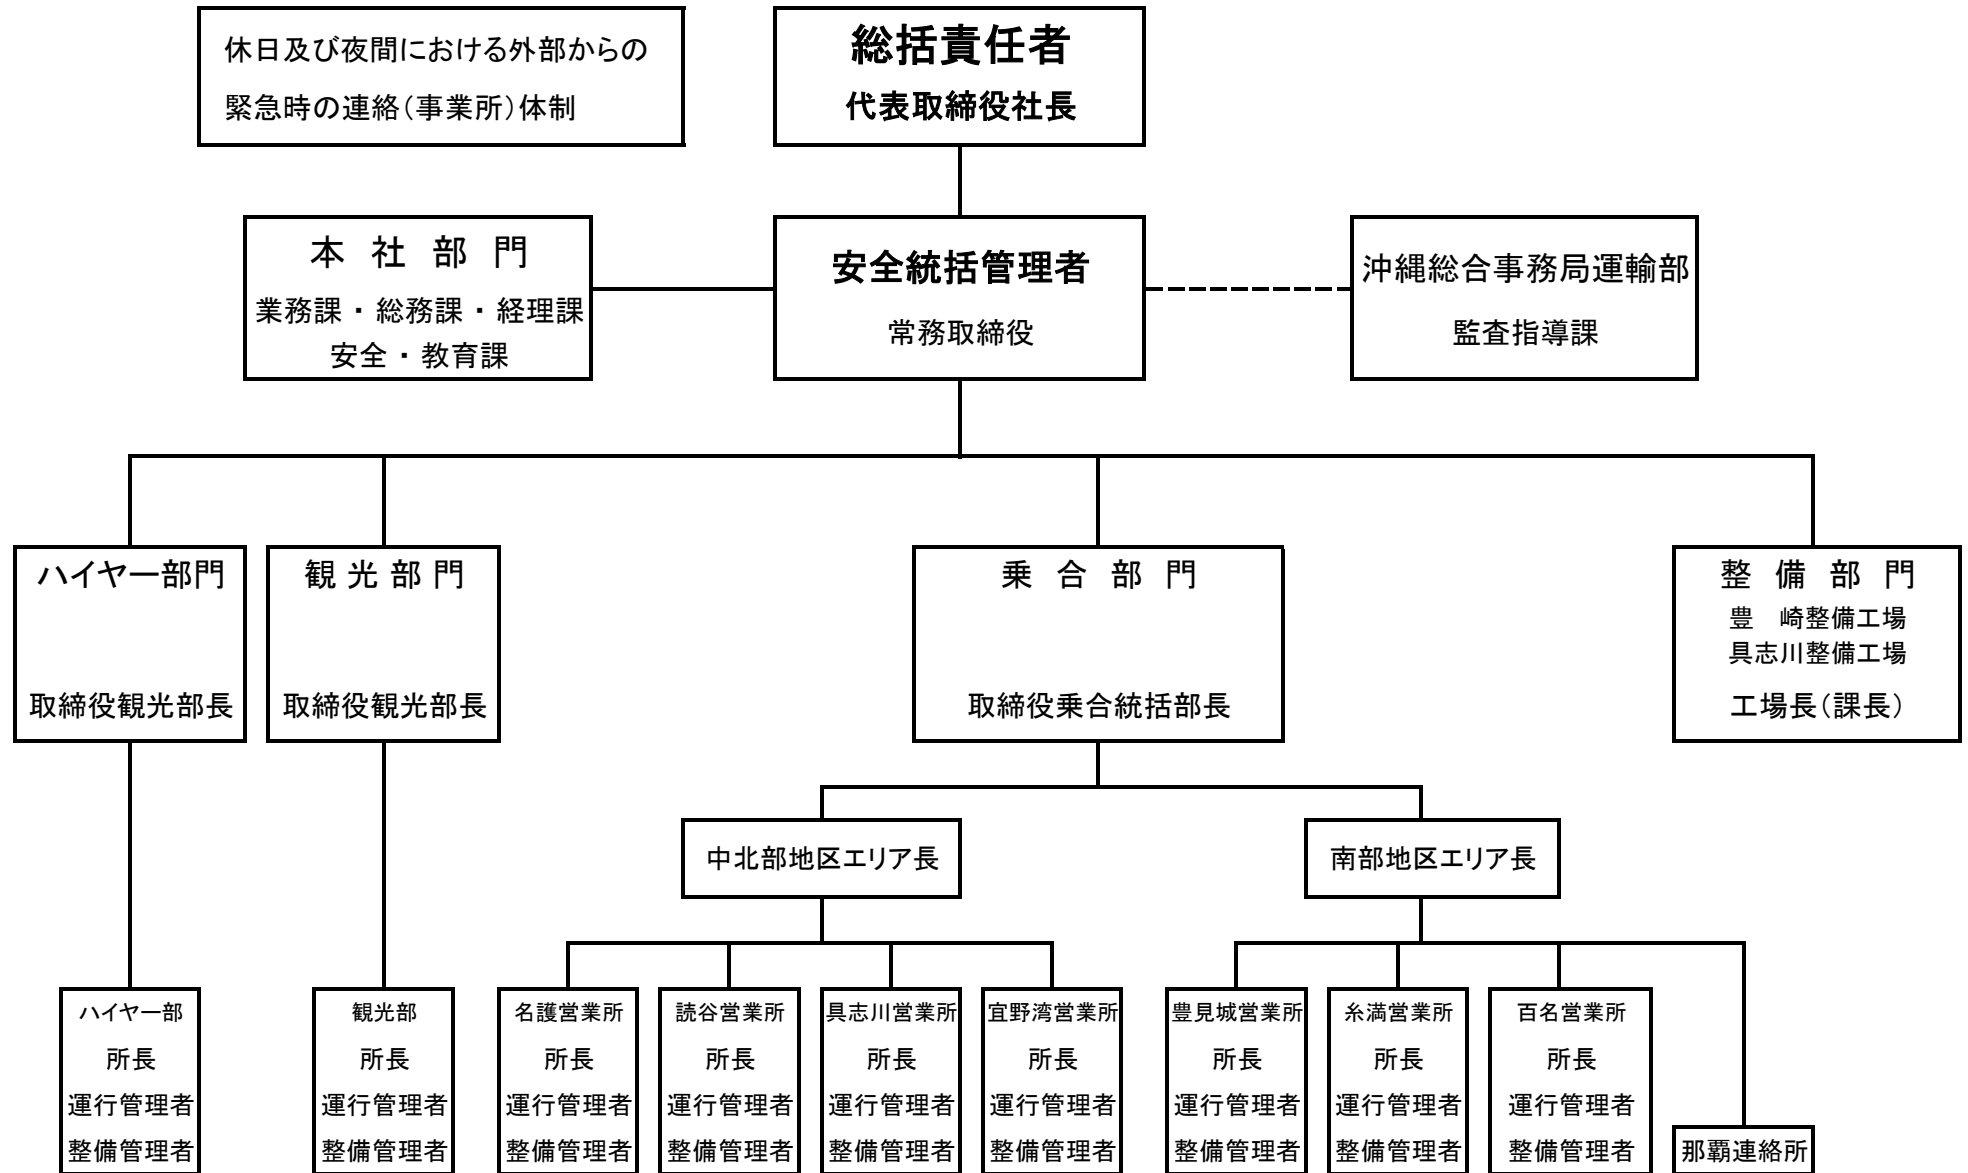 休日及び夜間における外部からの
緊急時の連絡(事業所)体制
総括責任者
代表取締役社長
本 社 部 門
業務課・総務課・経理課
安全・教育課
安全統括管理者
常務取締役
沖縄総合事務局運輸部
監査指導課
ハイヤー部門
取締役観光部長
観 光 部 門
取締役観光部長
乗 合 部 門
取締役乗合統括部長
整 備 部 門
豊 崎整備工場
具志川整備工場
工場長(課長)
中北部地区エリア長
南部地区エリア長
ハイヤー部
所長
運行管理者
整備管理者
観光部
所長
運行管理者
整備管理者
名護営業所
所長
運行管理者
整備管理者
読谷営業所
所長
運行管理者
整備管理者
具志川営業所
所長
運行管理者
整備管理者
宜野湾営業所
所長
運行管理者
整備管理者
豊見城営業所
所長
運行管理者
整備管理者
糸満営業所
所長
運行管理者
整備管理者
百名営業所
所長
運行管理者
整備管理者
那覇連絡所